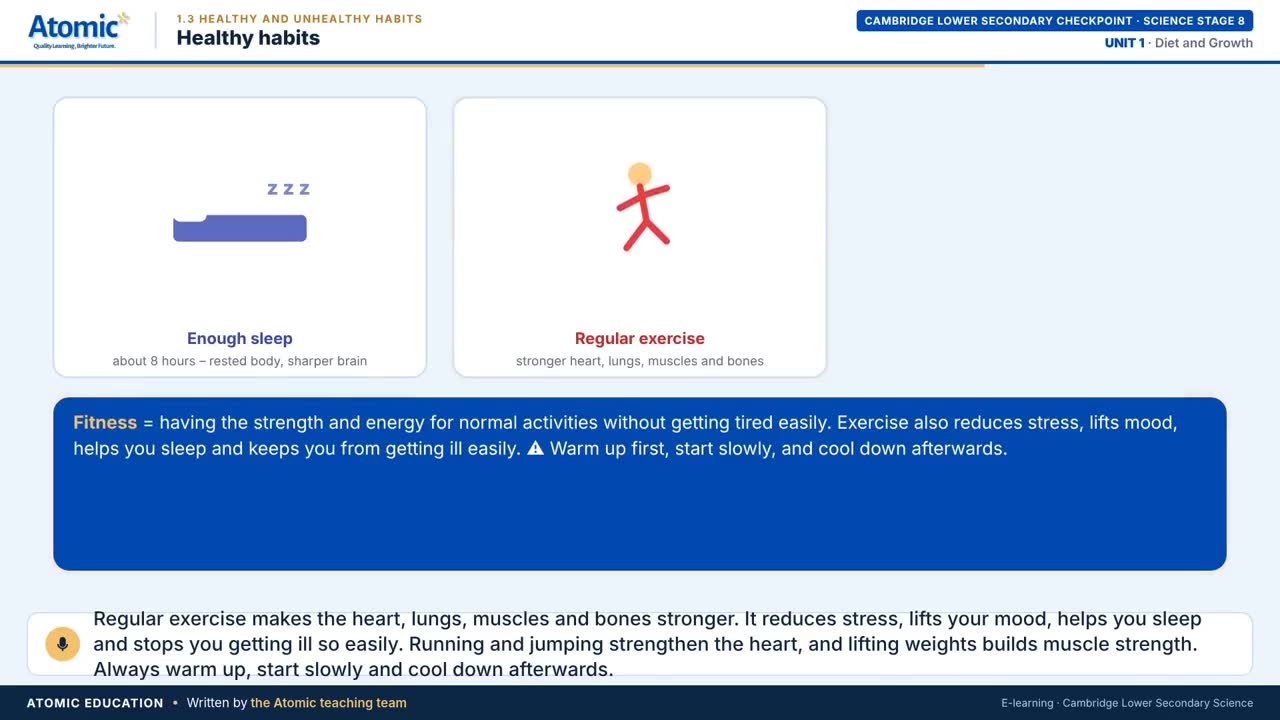 Atomic
Quality Learning, Brighter Future.
1.3 HEALTHY AND UNHEALTHY HABITS
Healthy habits
CAMBRIDGE LOWER SECONDARY CHECKPOINT · SCIENCE STAGE 8
UNIT 1 · Diet and Growth
z z z
Enough sleep
about 8 hours – rested body, sharper brain
Regular exercise
stronger heart, lungs, muscles and bones
Fitness = having the strength and energy for normal activities without getting tired easily. Exercise also reduces stress, lifts mood,
helps you sleep and keeps you from getting ill easily. ⚠ Warm up first, start slowly, and cool down afterwards.
Regular exercise makes the heart, lungs, muscles and bones stronger. It reduces stress, lifts your mood, helps you sleep
and stops you getting ill so easily. Running and jumping strengthen the heart, and lifting weights builds muscle strength.
Always warm up, start slowly and cool down afterwards.
ATOMIC EDUCATION • Written by the Atomic teaching team
E-learning · Cambridge Lower Secondary Science